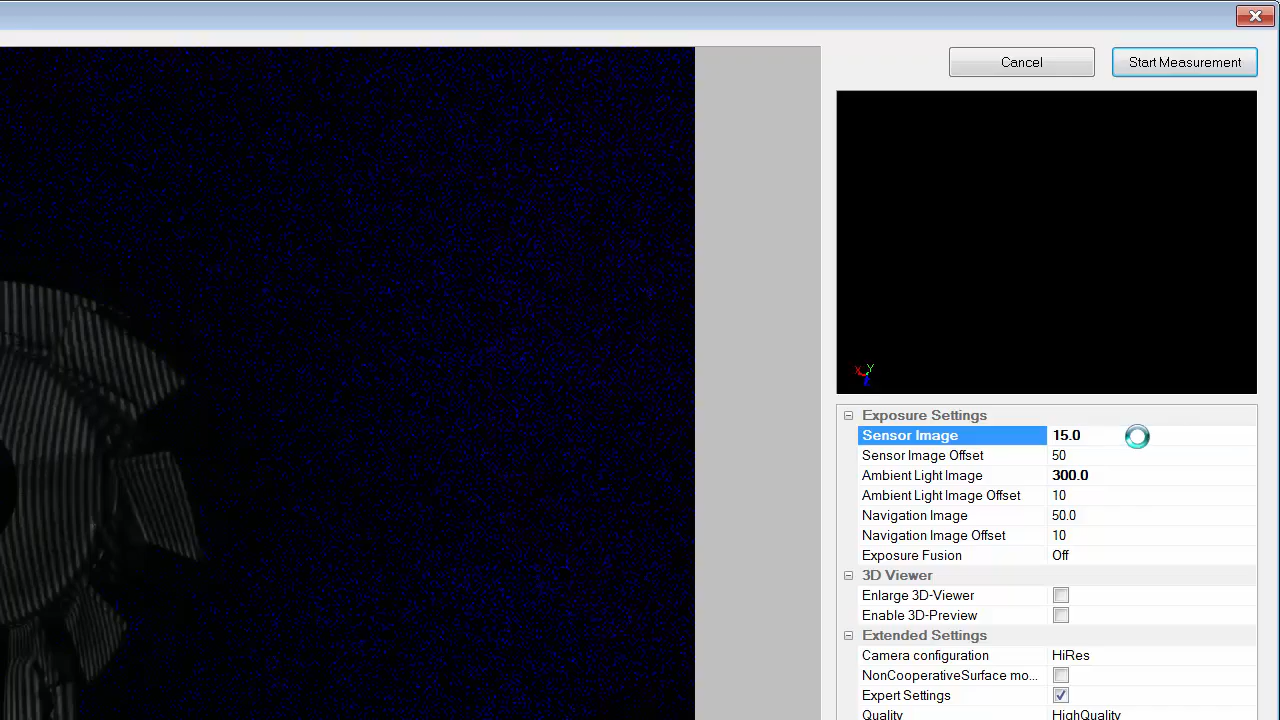 Cancel
Start Measurement
X Y
Exposure Settings
Sensor Image 15.0
Sensor Image Offset 50
Ambient Light Image 300.0
Ambient Light Image Offset 10
Navigation Image 50.0
Navigation Image Offset 10
Exposure Fusion Off
3D Viewer
Enlarge 3D-Viewer
Enable 3D-Preview
Extended Settings
Camera configuration HiRes
NonCooperativeSurface mo...
Expert Settings
Quality HighQuality